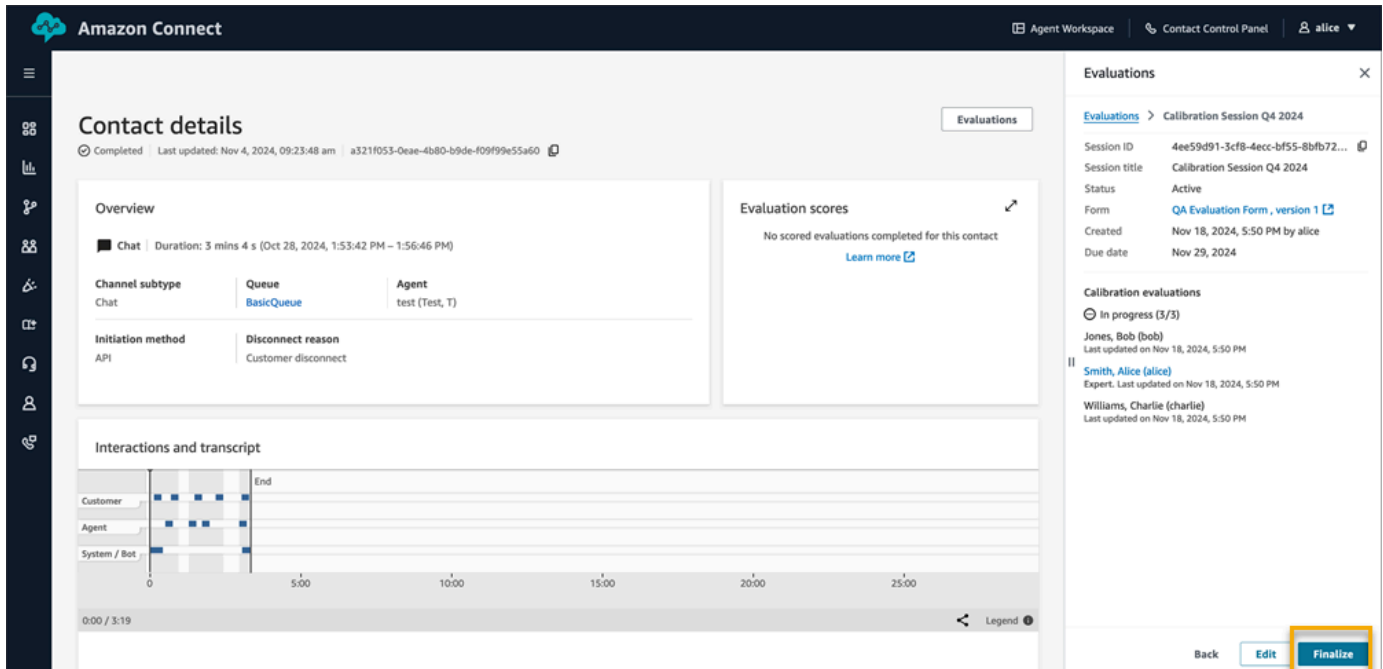 Amazon Connect
Agent Workspace
Contact Control Panel
alice
Contact details
Evaluations
Completed
Last updated: Nov 4, 2024, 09:23:48 am
a321f053-0eae-4b80-b9de-f09f99e55a60
Overview
Chat
Duration: 3 mins 4 s (Oct 28, 2024, 1:53:42 PM – 1:56:46 PM)
Channel subtype
Queue
Agent
Chat
BasicQueue
test (Test, T)
Initiation method
Disconnect reason
API
Customer disconnect
Evaluation scores
No scored evaluations completed for this contact
Learn more
Interactions and transcript
End
Customer
Agent
System / Bot
0
5:00
10:00
15:00
20:00
25:00
0:00 / 3:19
Legend
Evaluations
Evaluations > Calibration Session Q4 2024
Session ID 4ee59d91-3cf8-4ecc-bf55-8bfb72...
Session title Calibration Session Q4 2024
Status Active
Form QA Evaluation Form , version 1
Created Nov 18, 2024, 5:50 PM by alice
Due date Nov 29, 2024
Calibration evaluations
In progress (3/3)
Jones, Bob (bob)
Last updated on Nov 18, 2024, 5:50 PM
Smith, Alice (alice)
Expert. Last updated on Nov 18, 2024, 5:50 PM
Williams, Charlie (charlie)
Last updated on Nov 18, 2024, 5:50 PM
Back
Edit
Finalize